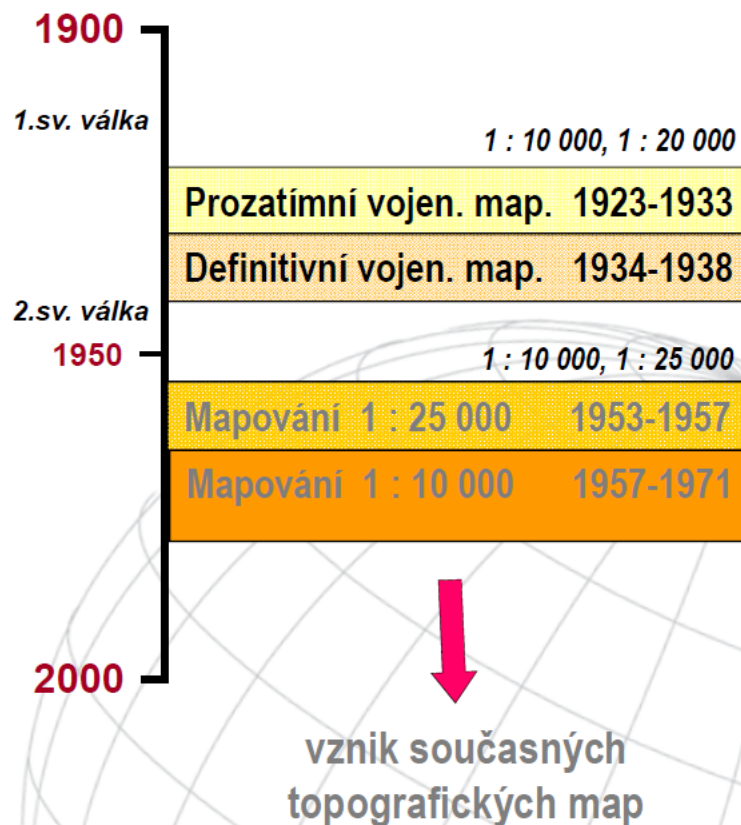 1900
1.sv. válka
1 : 10 000, 1 : 20 000
Prozatímní vojen. map. 1923-1933
Definitivní vojen. map. 1934-1938
2.sv. válka
1950
1 : 10 000, 1 : 25 000
Mapování 1 : 25 000 1953-1957
Mapování 1 : 10 000 1957-1971
2000
vznik současných
topografických map